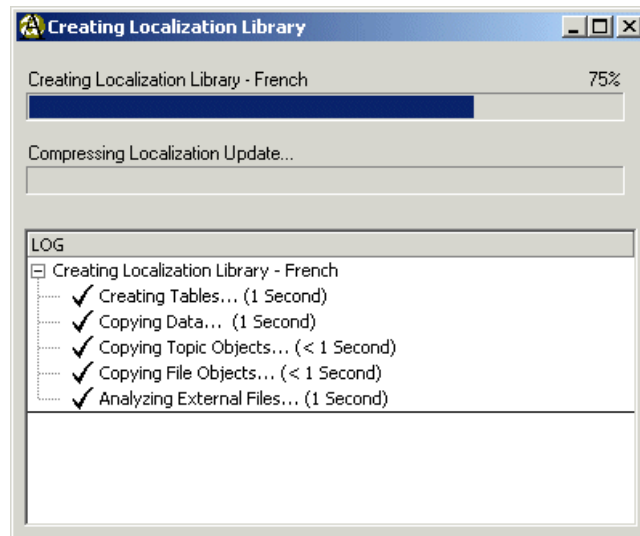 Creating Localization Library
Creating Localization Library - French 75%
Compressing Localization Update...
LOG
Creating Localization Library - French
Creating Tables... (1 Second)
Copying Data... (1 Second)
Copying Topic Objects... (< 1 Second)
Copying File Objects... (< 1 Second)
Analyzing External Files... (1 Second)